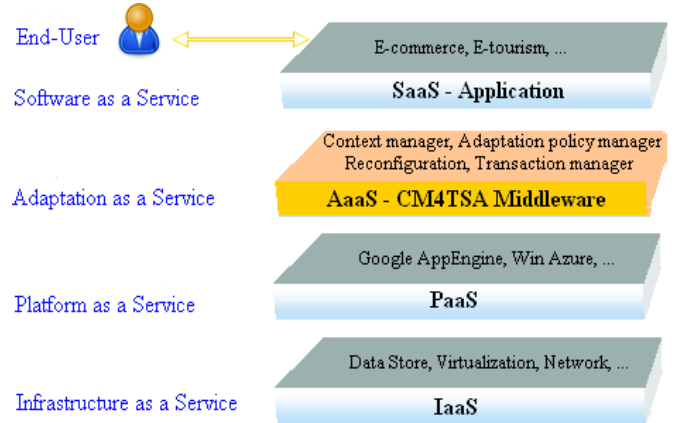 End-User
E-commerce, E-tourism, ...
Software as a Service
SaaS - Application
Context manager, Adaptation policy manager
Reconfiguration, Transaction manager
Adaptation as a Service
AaaS - CM4TSA Middleware
Google AppEngine, Win Azure, ...
Platform as a Service
PaaS
Data Store, Virtualization, Network, ...
Infrastructure as a Service
IaaS